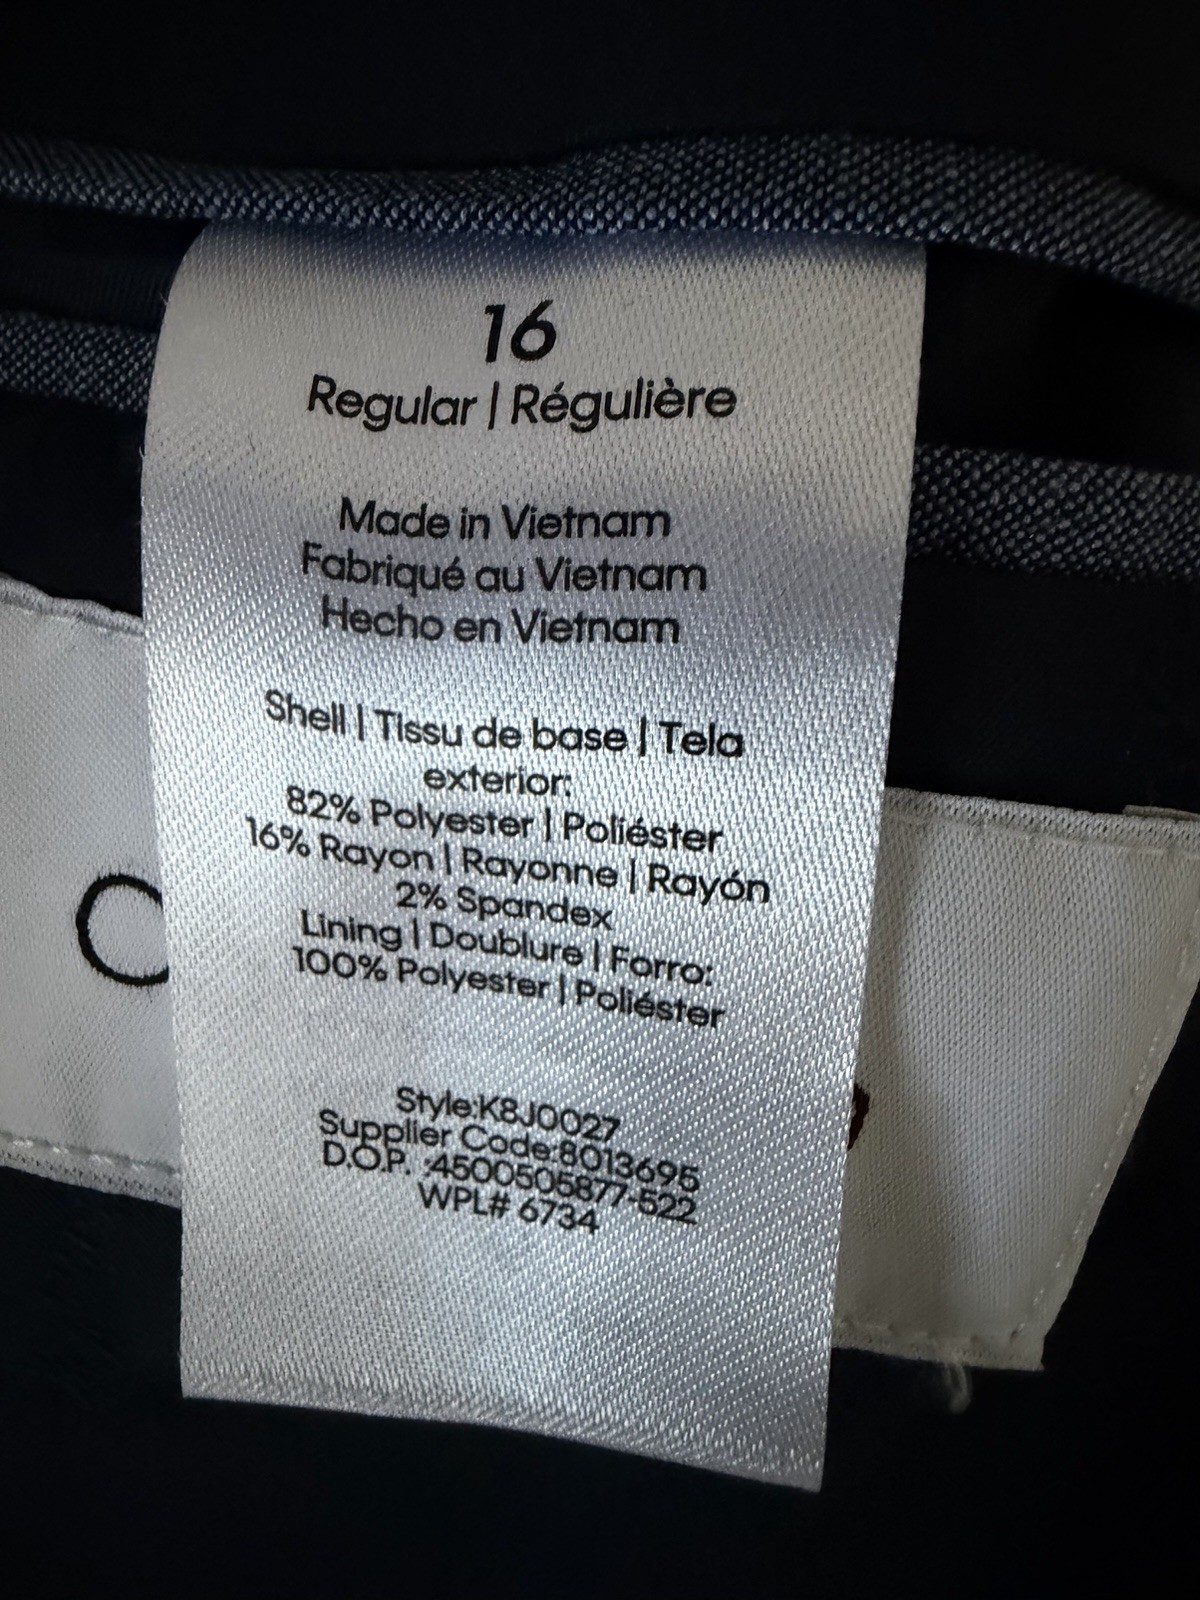 16
Regular | Régulière
Made in Vietnam
Fabriqué au Vietnam
Hecho en Vietnam
Shell | Tissu de base | Tela
exterior:
82% Polyester | Poliéster
16% Rayon | Rayonne | Rayón
2% Spandex
Lining | Doublure | Forro:
100% Polyester | Poliéster
Style:K8J0027
Supplier Code:8013695
D.O.P. :4500505877-522
WPL# 6734